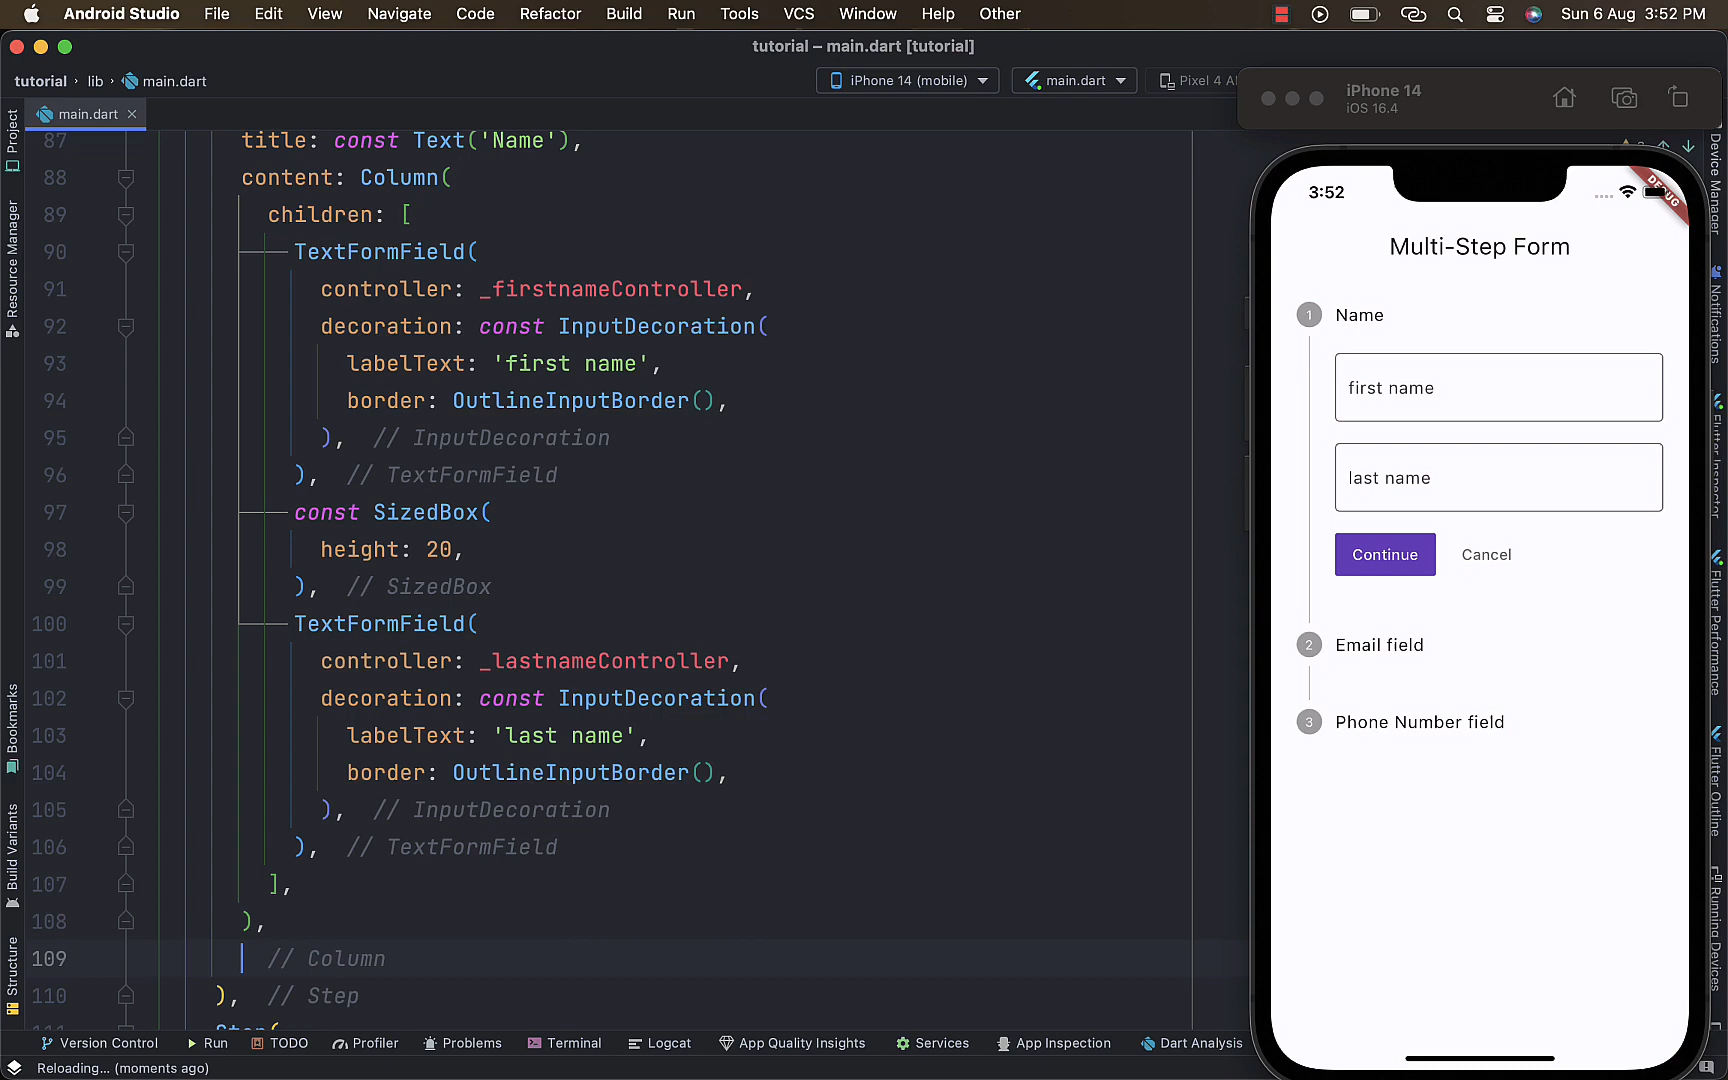 Android Studio File Edit View Navigate Code Refactor Build Run Tools VCS Window Help Other Sun 6 Aug 3:52 PM
tutorial – main.dart [tutorial]
tutorial lib main.dart
iPhone 14 (mobile) main.dart Pixel 4 A
iPhone 14
iOS 16.4
main.dart
Project
Resource Manager
Bookmarks
Build Variants
Structure
87 title: const Text('Name'),
88 content: Column(
89 children: [
90 TextFormField(
91 controller: _firstnameController,
92 decoration: const InputDecoration(
93 labelText: 'first name',
94 border: OutlineInputBorder(),
95 ), // InputDecoration
96 ), // TextFormField
97 const SizedBox(
98 height: 20,
99 ), // SizedBox
100 TextFormField(
101 controller: _lastnameController,
102 decoration: const InputDecoration(
103 labelText: 'last name',
104 border: OutlineInputBorder(),
105 ), // InputDecoration
106 ), // TextFormField
107 ],
108 ),
109 // Column
110 ), // Step
111 Step(
3:52
DEBUG
Multi-Step Form
1 Name
first name
last name
Continue Cancel
2 Email field
3 Phone Number field
Device Manager
Notifications
Flutter Inspector
Flutter Performance
Flutter Outline
Running Devices
Version Control Run TODO Profiler Problems Terminal Logcat App Quality Insights Services App Inspection Dart Analysis
Reloading... (moments ago)